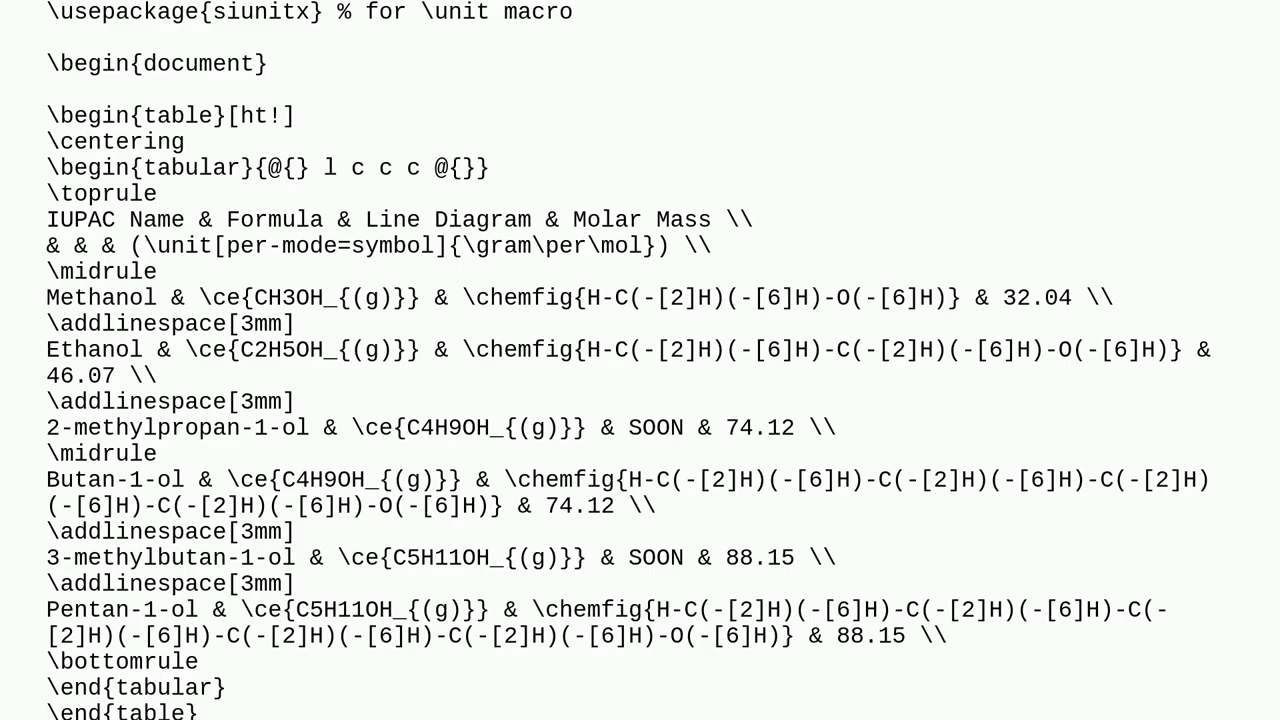 \usepackage{siunitx} % for \unit macro
\begin{document}
\begin{table}[ht!]
\centering
\begin{tabular}{@{} l c c c @{}}
\toprule
IUPAC Name & Formula & Line Diagram & Molar Mass \\
& & & (\unit[per-mode=symbol]{\gram\per\mol}) \\
\midrule
Methanol & \ce{CH3OH_{(g)}} & \chemfig{H-C(-[2]H)(-[6]H)-O(-[6]H)} & 32.04 \\
\addlinespace[3mm]
Ethanol & \ce{C2H5OH_{(g)}} & \chemfig{H-C(-[2]H)(-[6]H)-C(-[2]H)(-[6]H)-O(-[6]H)} &
46.07 \\
\addlinespace[3mm]
2-methylpropan-1-ol & \ce{C4H9OH_{(g)}} & SOON & 74.12 \\
\midrule
Butan-1-ol & \ce{C4H9OH_{(g)}} & \chemfig{H-C(-[2]H)(-[6]H)-C(-[2]H)(-[6]H)-C(-[2]H)
(-[6]H)-C(-[2]H)(-[6]H)-O(-[6]H)} & 74.12 \\
\addlinespace[3mm]
3-methylbutan-1-ol & \ce{C5H11OH_{(g)}} & SOON & 88.15 \\
\addlinespace[3mm]
Pentan-1-ol & \ce{C5H11OH_{(g)}} & \chemfig{H-C(-[2]H)(-[6]H)-C(-[2]H)(-[6]H)-C(-
[2]H)(-[6]H)-C(-[2]H)(-[6]H)-C(-[2]H)(-[6]H)-O(-[6]H)} & 88.15 \\
\bottomrule
\end{tabular}
\end{table}